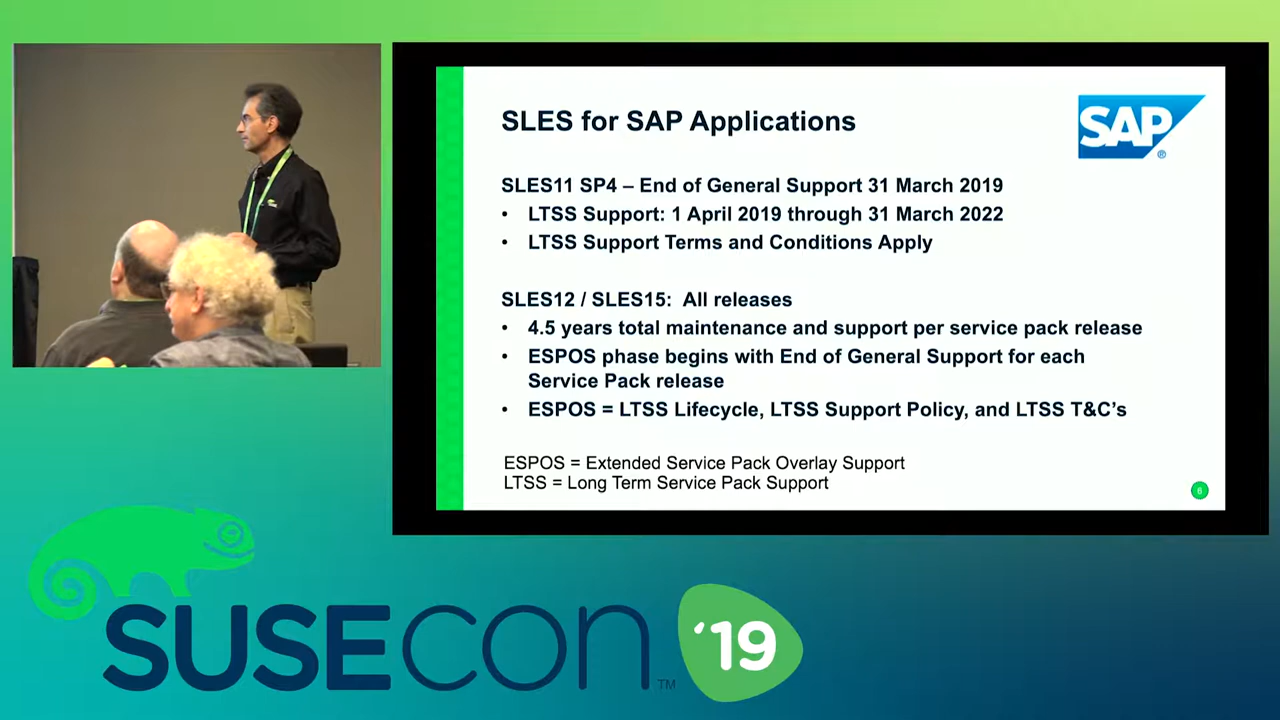 SLES for SAP Applications
SAP
®
SLES11 SP4 – End of General Support 31 March 2019
• LTSS Support: 1 April 2019 through 31 March 2022
• LTSS Support Terms and Conditions Apply
SLES12 / SLES15: All releases
• 4.5 years total maintenance and support per service pack release
• ESPOS phase begins with End of General Support for each
Service Pack release
• ESPOS = LTSS Lifecycle, LTSS Support Policy, and LTSS T&C’s
ESPOS = Extended Service Pack Overlay Support
LTSS = Long Term Service Pack Support
6
SUSECON ’19
TM